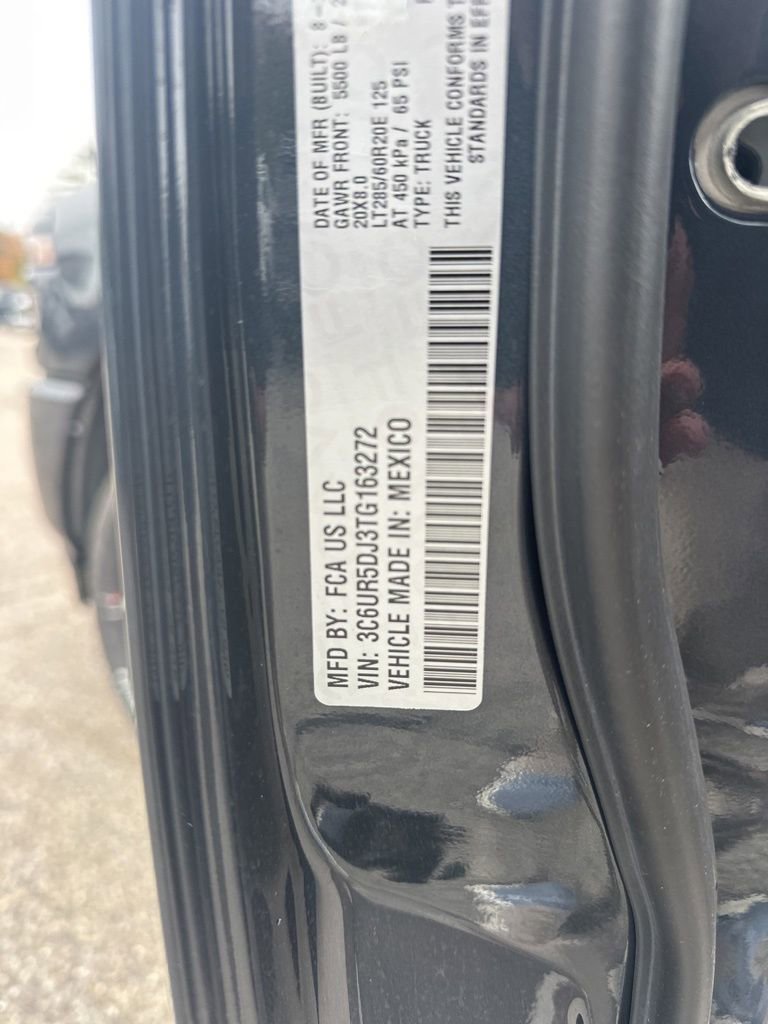 MFD BY: FCA US LLC
VIN: 3C6UR5DJ3TG163272
VEHICLE MADE IN: MEXICO
DATE OF MFR (BUILT): 8-
GAWR FRONT: 5500 LB /
20X8.0
LT285/60R20E 125
AT 450 kPa / 65 PSI
TYPE: TRUCK
THIS VEHICLE CONFORMS
STANDARDS IN